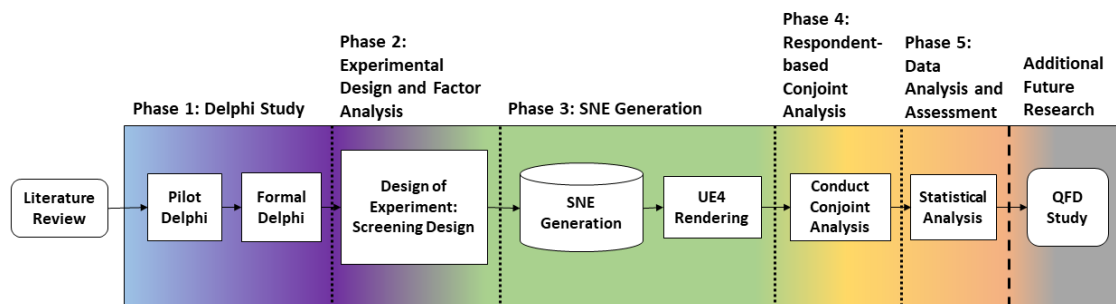 Phase 1: Delphi Study
Phase 2:
Experimental
Design and Factor
Analysis
Phase 3: SNE Generation
Phase 4:
Respondent-
based
Conjoint
Analysis
Phase 5:
Data
Analysis and
Assessment
Additional
Future
Research
Literature
Review
Pilot
Delphi
Formal
Delphi
Design of
Experiment:
Screening Design
SNE
Generation
UE4
Rendering
Conduct
Conjoint
Analysis
Statistical
Analysis
QFD
Study